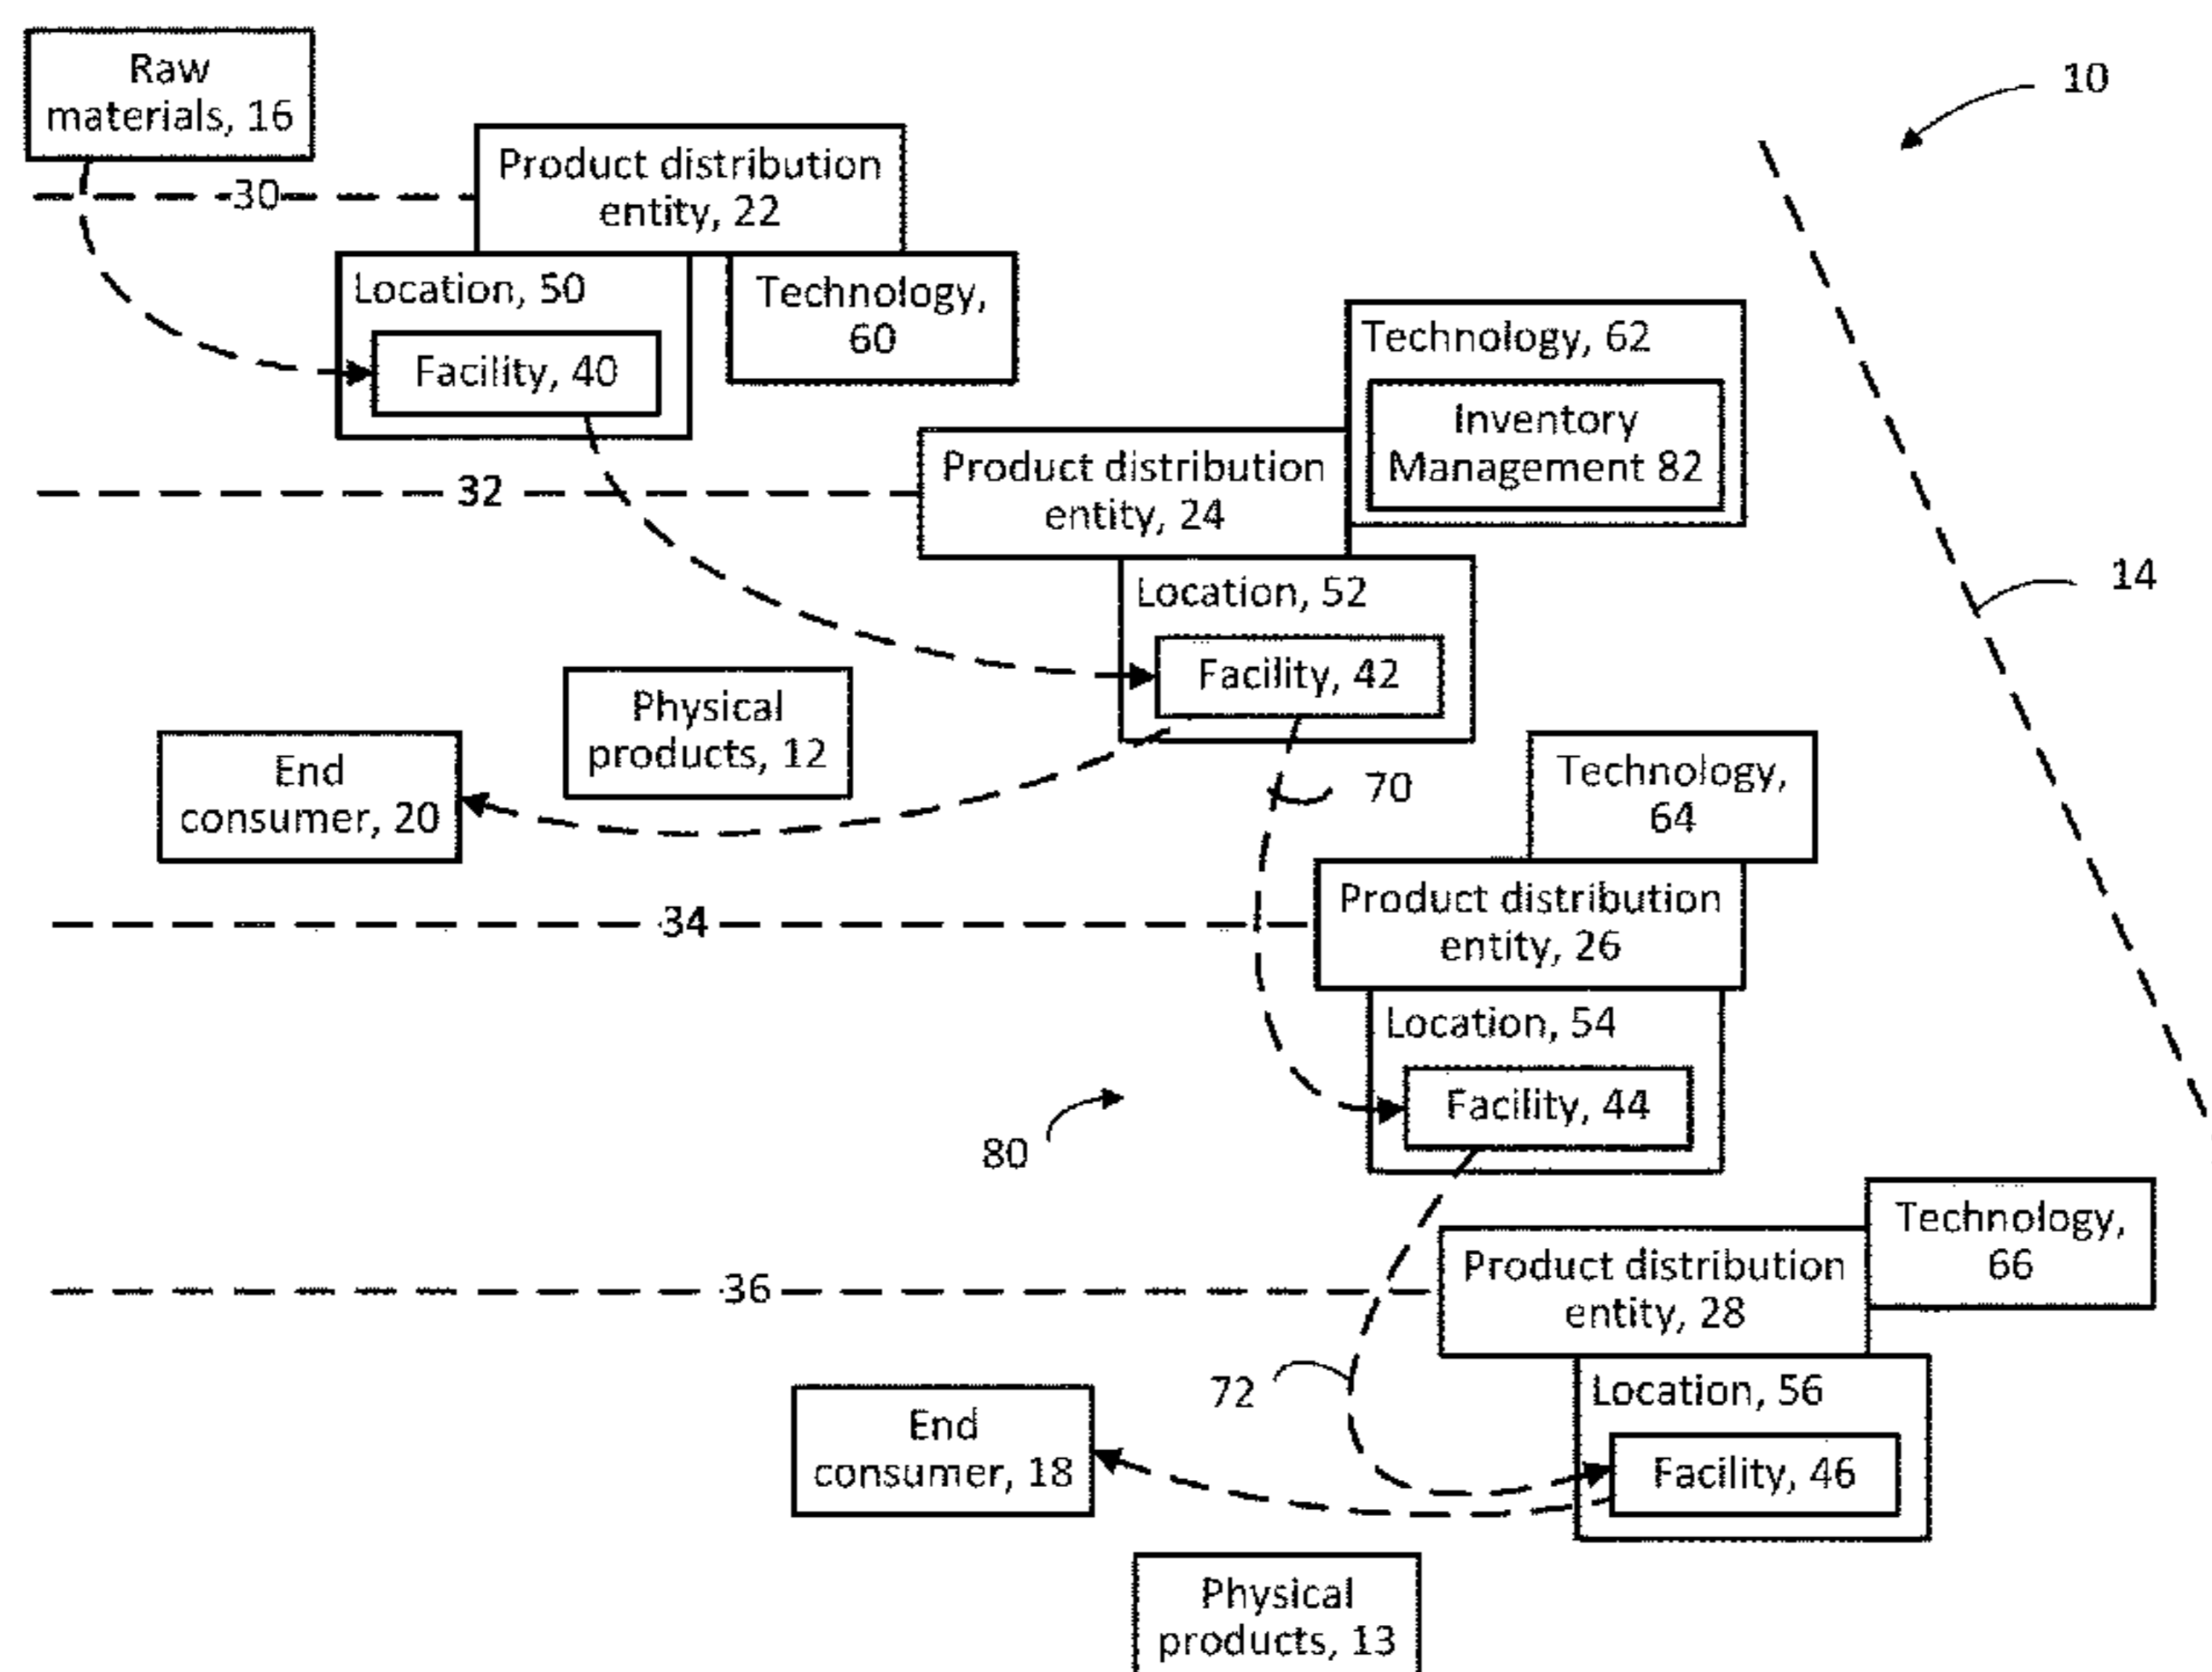 Raw
materials, 16
10
30
Product distribution
entity, 22
Location, 50
Technology,
60
Facility, 40
Technology, 62
Inventory
Management 82
32
Product distribution
entity, 24
14
Location, 52
Facility, 42
Physical
products, 12
End
consumer, 20
70
Technology,
64
34
Product distribution
entity, 26
Location, 54
Facility, 44
80
Technology,
66
36
Product distribution
entity, 28
72
Location, 56
End
consumer, 18
Facility, 46
Physical
products, 13